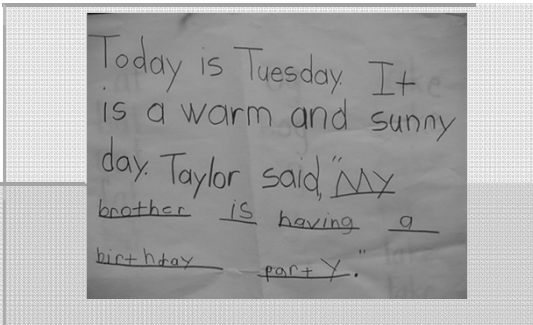 Today is Tuesday. It
is a warm and sunny
day. Taylor said, "My
brother is having a
birthday party."